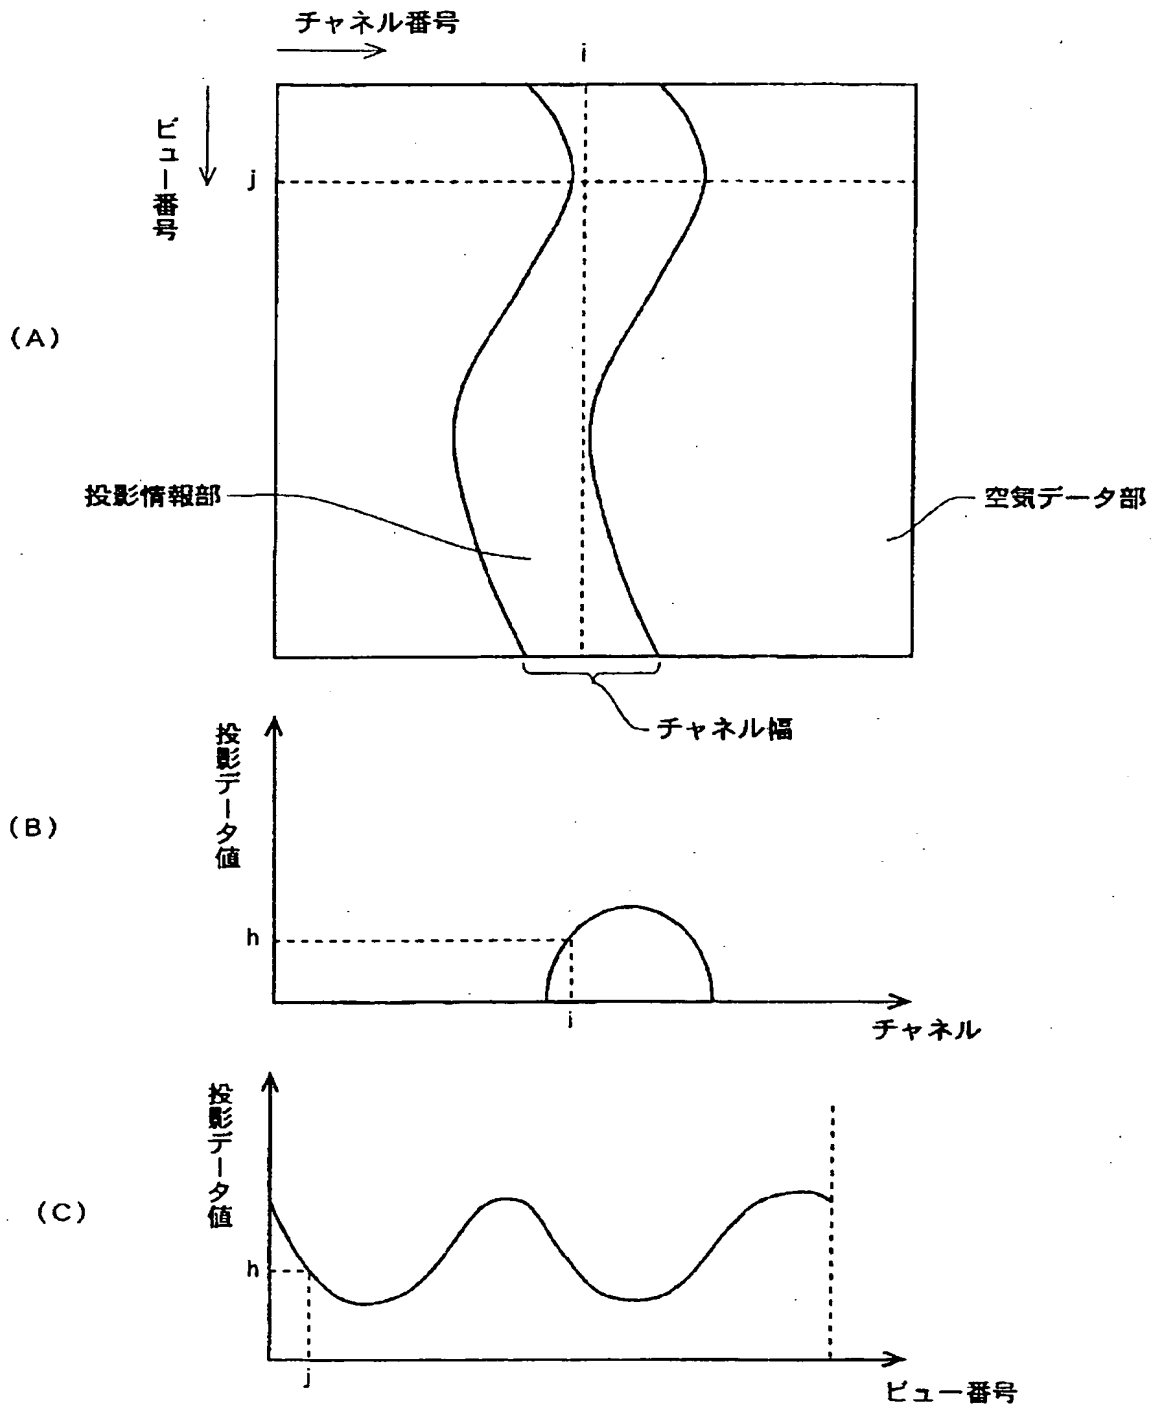 チャネル番号
i
ビュー番号
j
(A)
投影情報部
空気データ部
チャネル幅
投影データ値
(B)
h
i
チャネル
投影データ値
(C)
h
j
ビュー番号